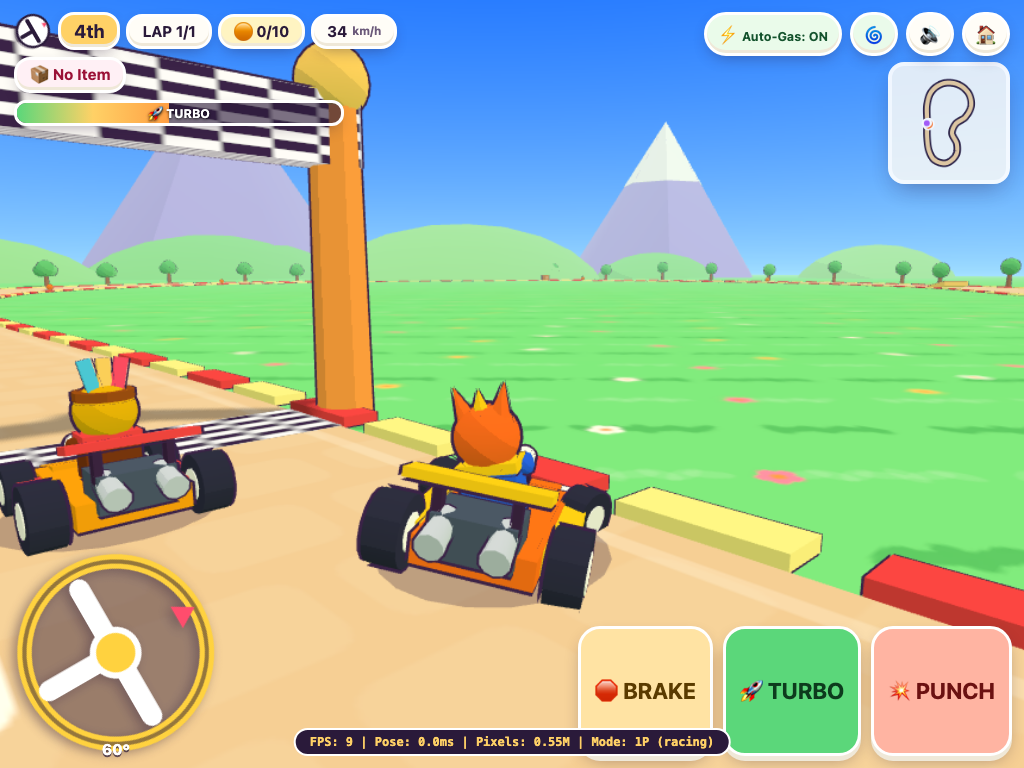 4th
LAP 1/1
0/10
34 km/h
Auto-Gas: ON
No Item
TURBO
BRAKE
TURBO
PUNCH
60°
FPS: 9 | Pose: 0.0ms | Pixels: 0.55M | Mode: 1P (racing)